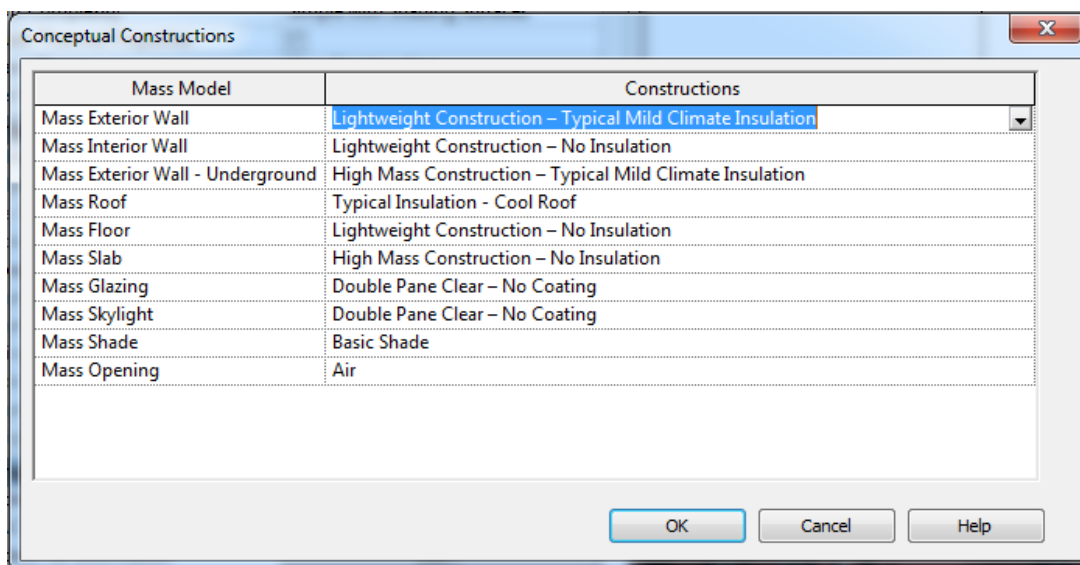 Conceptual Constructions
Mass Model Constructions
Mass Exterior Wall Lightweight Construction – Typical Mild Climate Insulation
Mass Interior Wall Lightweight Construction – No Insulation
Mass Exterior Wall - Underground High Mass Construction – Typical Mild Climate Insulation
Mass Roof Typical Insulation - Cool Roof
Mass Floor Lightweight Construction – No Insulation
Mass Slab High Mass Construction – No Insulation
Mass Glazing Double Pane Clear – No Coating
Mass Skylight Double Pane Clear – No Coating
Mass Shade Basic Shade
Mass Opening Air
OK Cancel Help